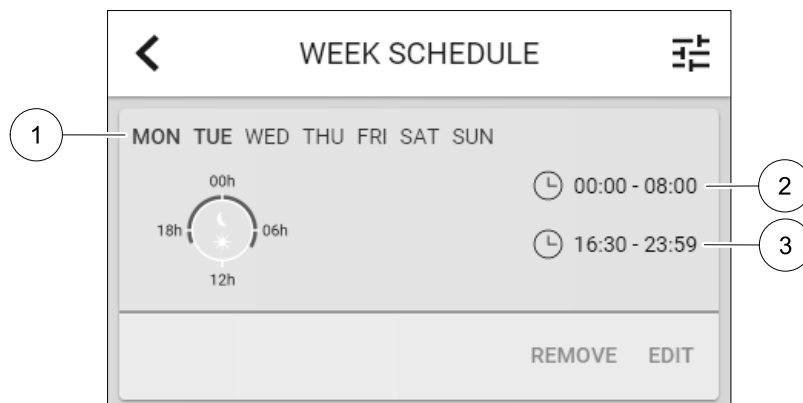 WEEK SCHEDULE
1
MON TUE WED THU FRI SAT SUN
00h
18h
06h
12h
00:00 - 08:00
2
16:30 - 23:59
3
REMOVE EDIT